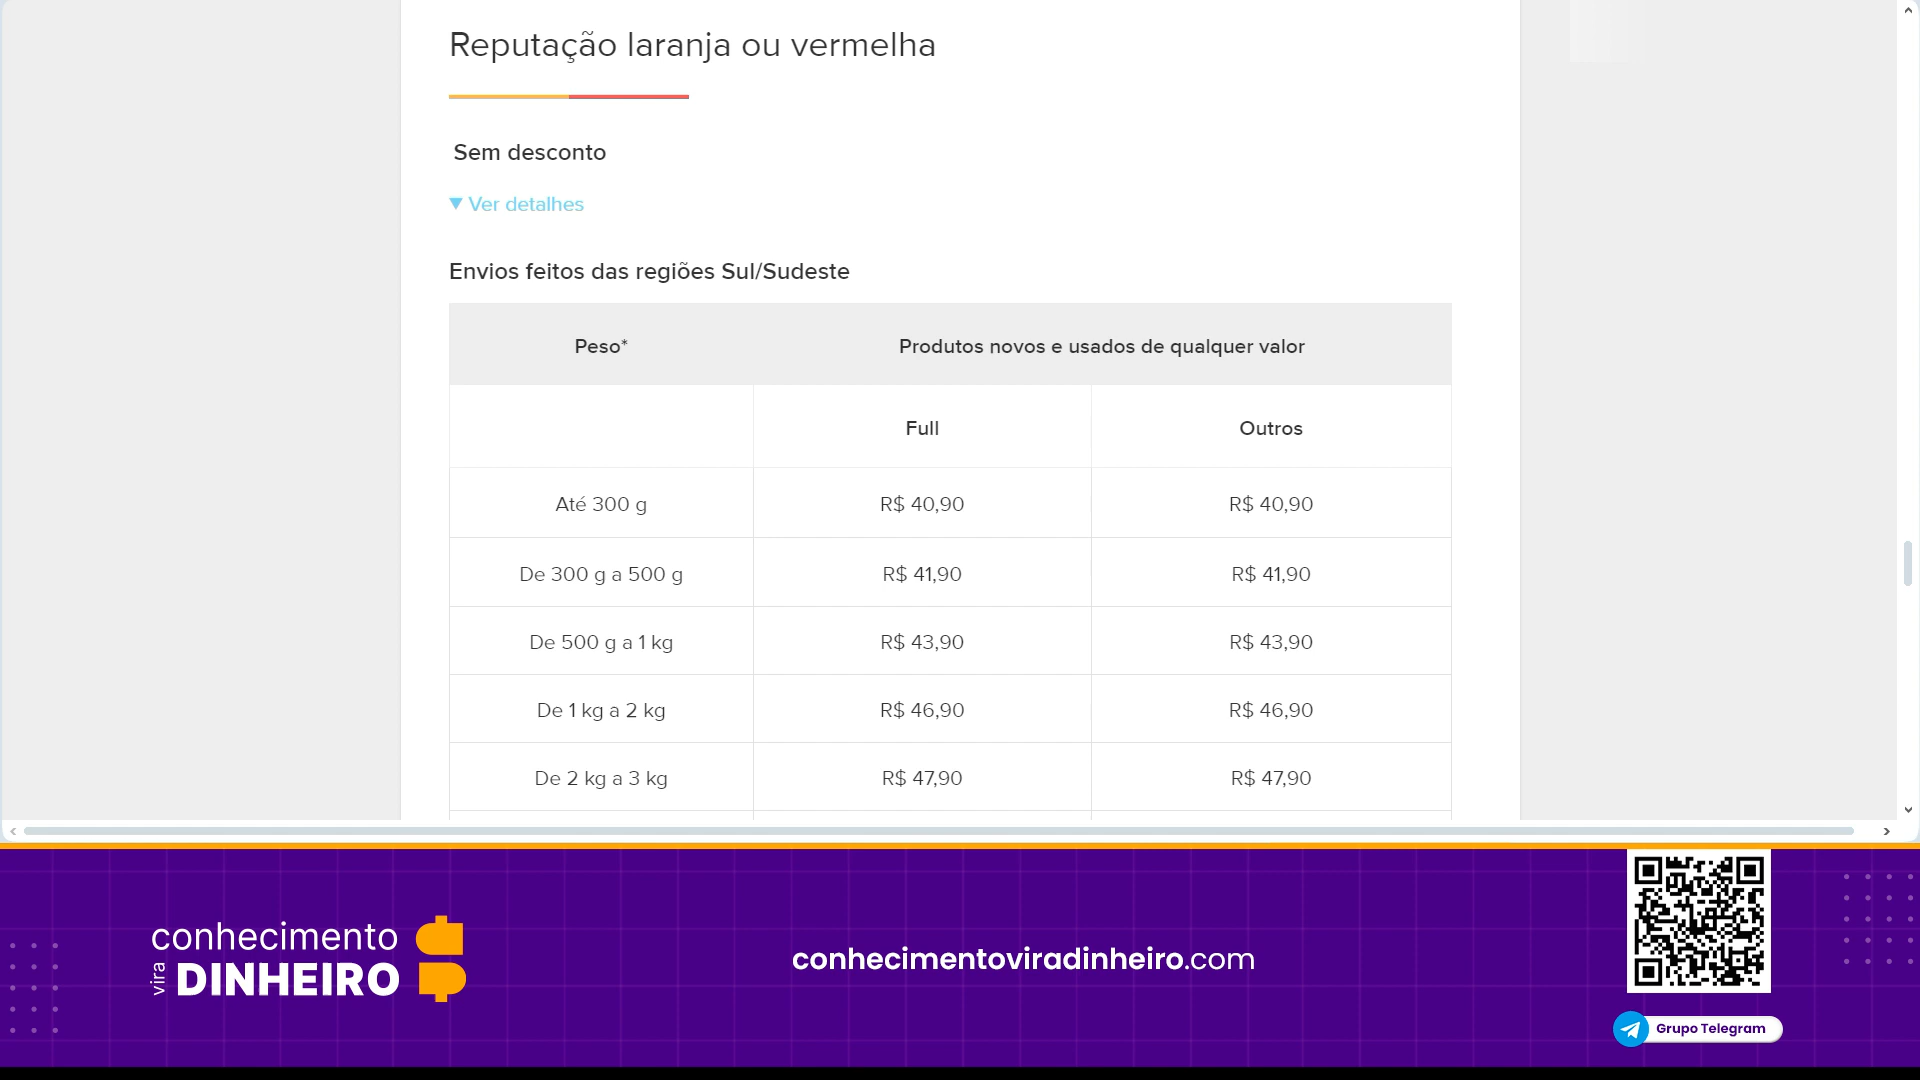 Reputação laranja ou vermelha
Sem desconto
▼ Ver detalhes
Envios feitos das regiões Sul/Sudeste
Peso* Produtos novos e usados de qualquer valor
Full Outros
Até 300 g R$ 40,90 R$ 40,90
De 300 g a 500 g R$ 41,90 R$ 41,90
De 500 g a 1 kg R$ 43,90 R$ 43,90
De 1 kg a 2 kg R$ 46,90 R$ 46,90
De 2 kg a 3 kg R$ 47,90 R$ 47,90
conhecimento
vira DINHEIRO
conhecimentoviradinheiro.com
Grupo Telegram